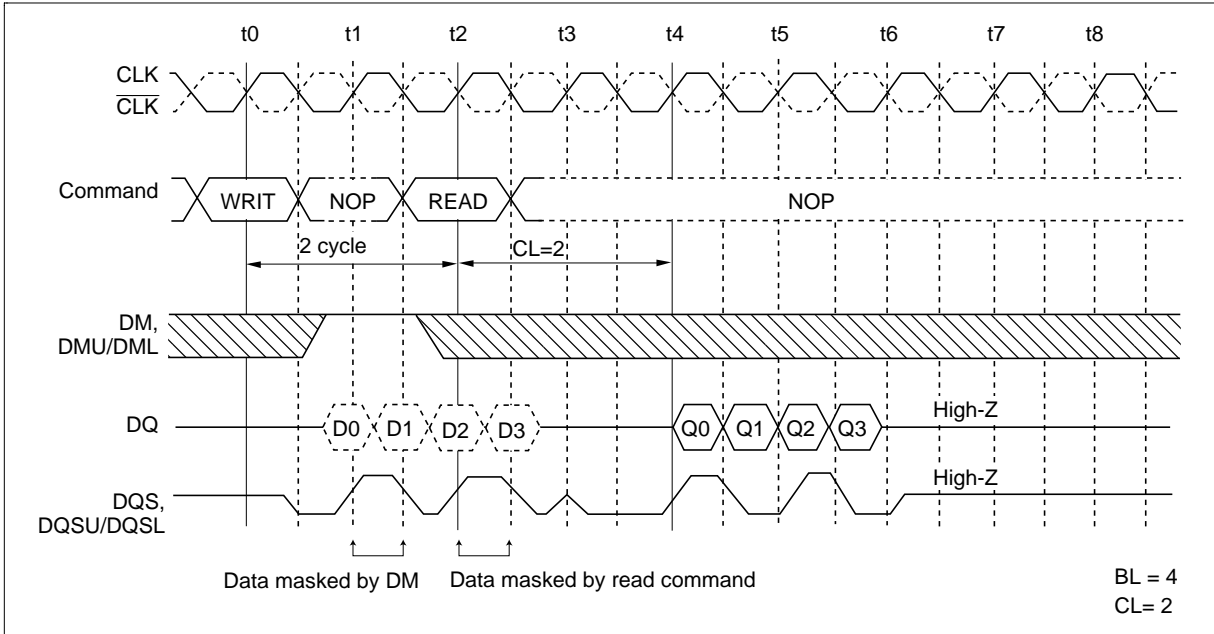 t0 t1 t2 t3 t4 t5 t6 t7 t8
CLK
CLK
Command WRIT NOP READ NOP
2 cycle CL=2
DM,
DMU/DML
DQ D0 D1 D2 D3 Q0 Q1 Q2 Q3 High-Z
DQS,
DQSU/DQSL
High-Z
Data masked by DM Data masked by read command
BL = 4
CL= 2